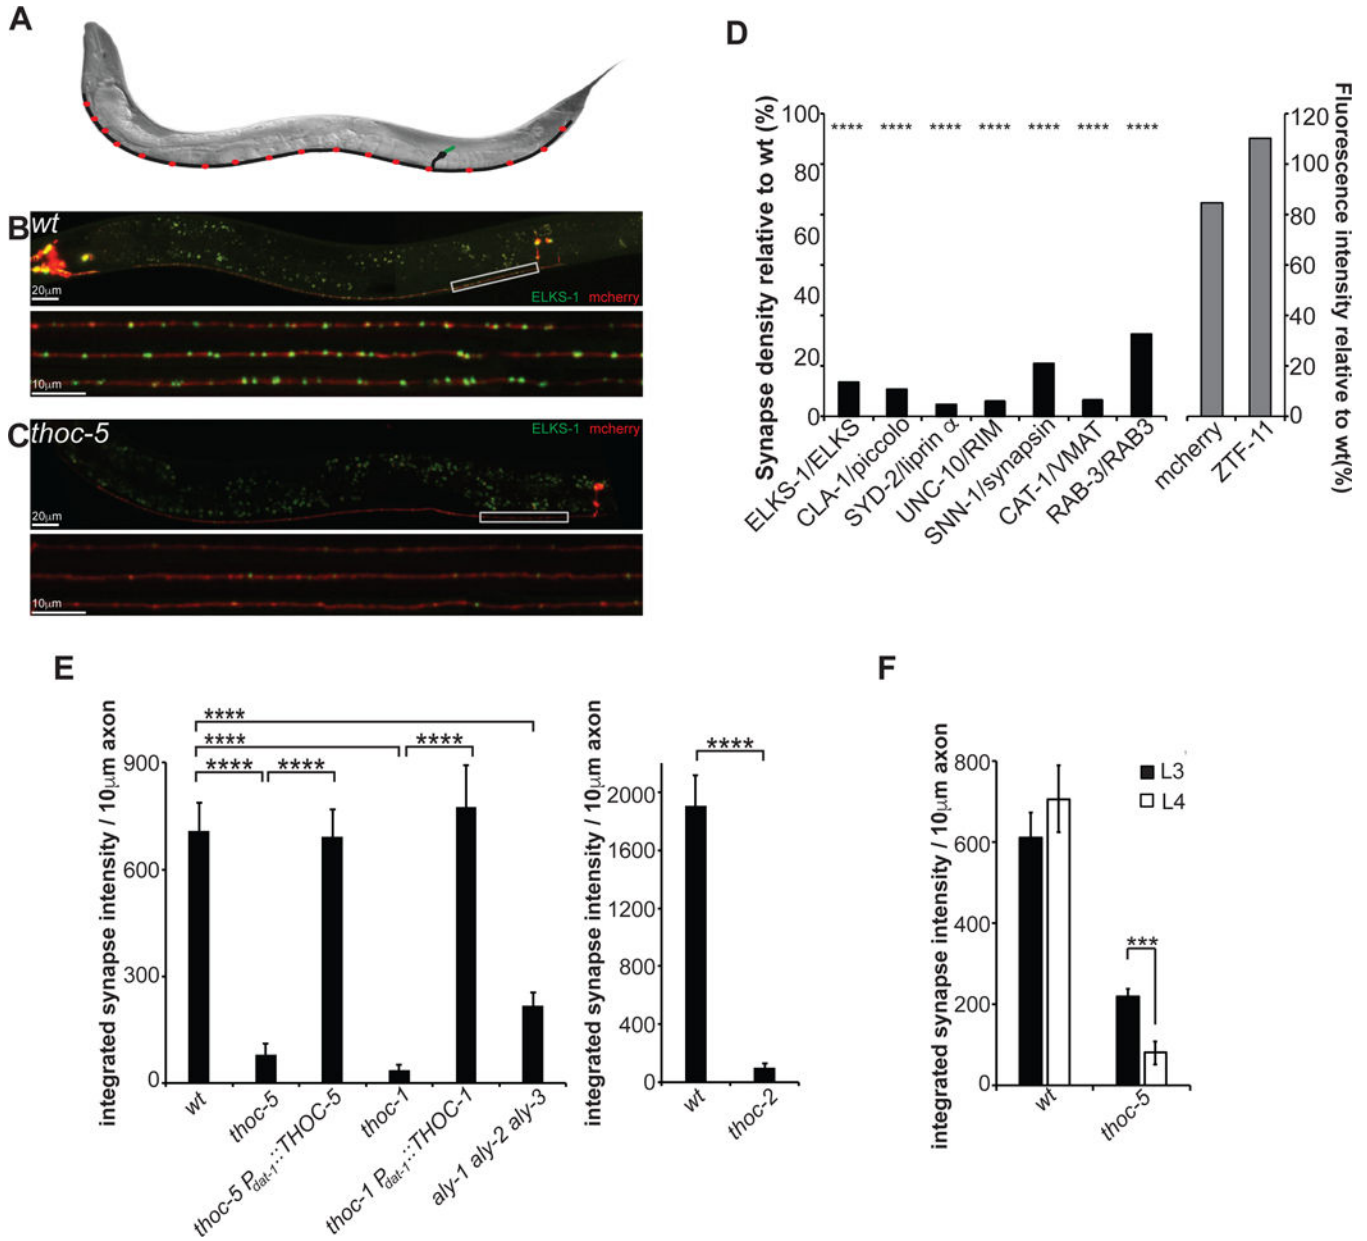 A
B
wt
20μm
ELKS-1 mcherry
10μm
C
thoc-5
ELKS-1 mcherry
20μm
10μm
D
Synapse density relative to wt (%)
100
80
60
40
20
0
**** **** **** **** **** **** ****
ELKS-1/ELKS
CLA-1/piccolo
SYD-2/liprin α
UNC-10/RIM
SNN-1/synapsin
CAT-1/VMAT
RAB-3/RAB3
120
100
80
60
40
20
0
Fluorescence intensity relative to wt(%)
mcherry
ZTF-11
E
integrated synapse intensity / 10μm axon
900
600
300
0
****
****
**** **** ****
wt
thoc-5
thoc-5 Pdat-1::THOC-5
thoc-1
thoc-1 Pdat-1::THOC-1
aly-1 aly-2 aly-3
integrated synapse intensity / 10μm axon
2000
1600
1200
800
400
0
****
wt
thoc-2
F
integrated synapse intensity / 10μm axon
800
600
400
200
0
L3
L4
***
wt
thoc-5